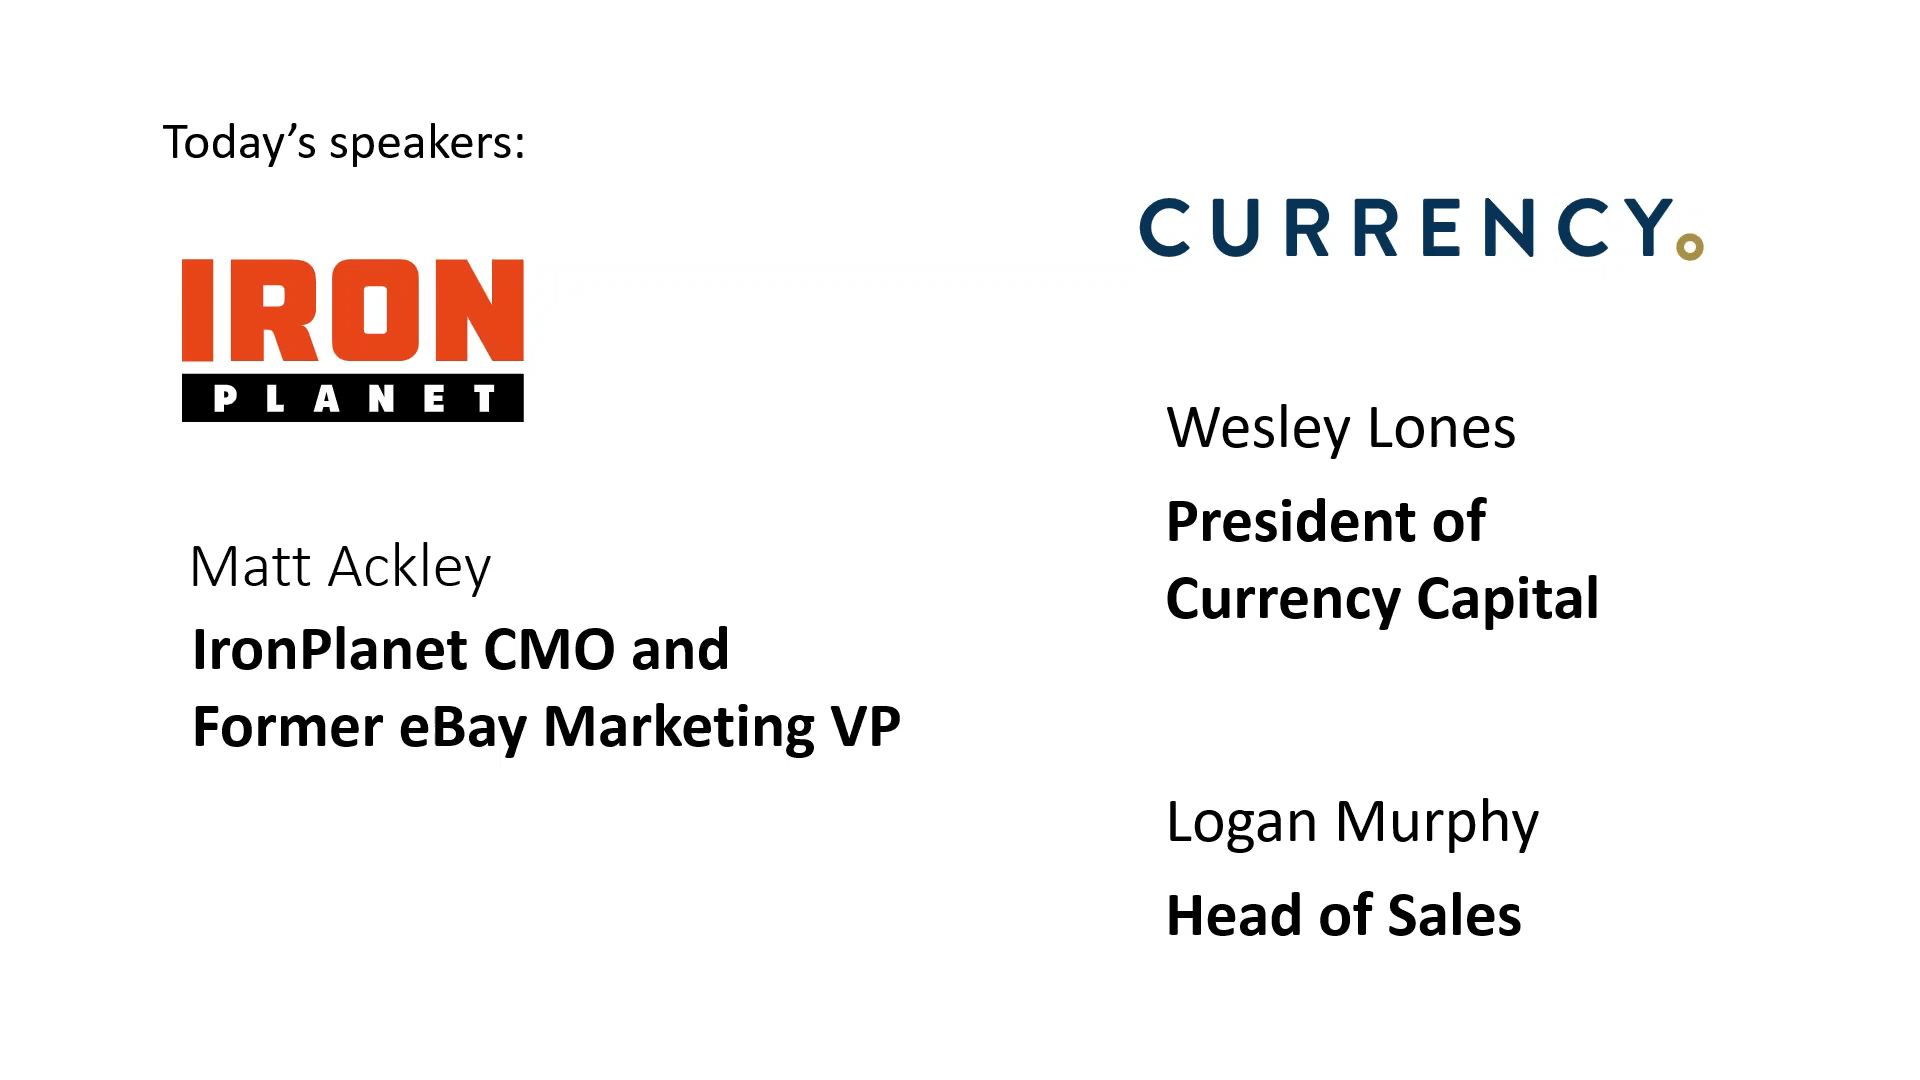 Today’s speakers:
IRON
PLANET
Matt Ackley
IronPlanet CMO and
Former eBay Marketing VP
CURRENCY
Wesley Lones
President of
Currency Capital
Logan Murphy
Head of Sales